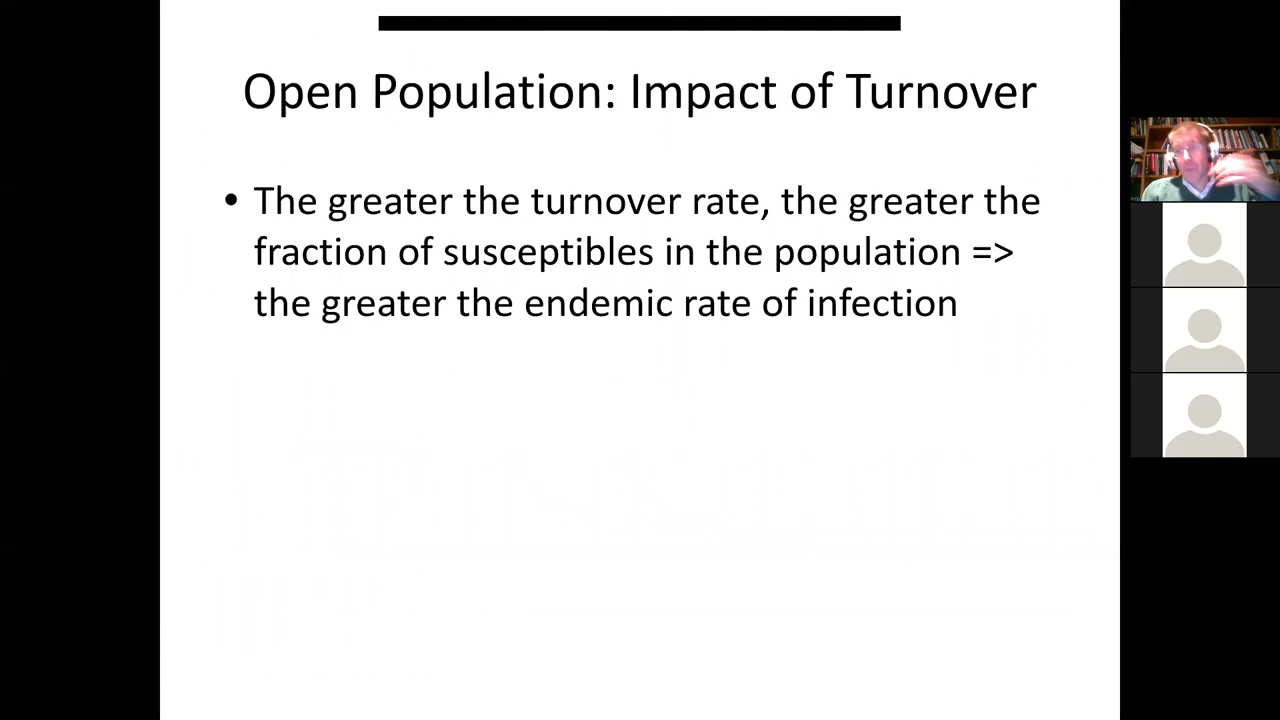 Open Population: Impact of Turnover
• The greater the turnover rate, the greater the
fraction of susceptibles in the population =>
the greater the endemic rate of infection